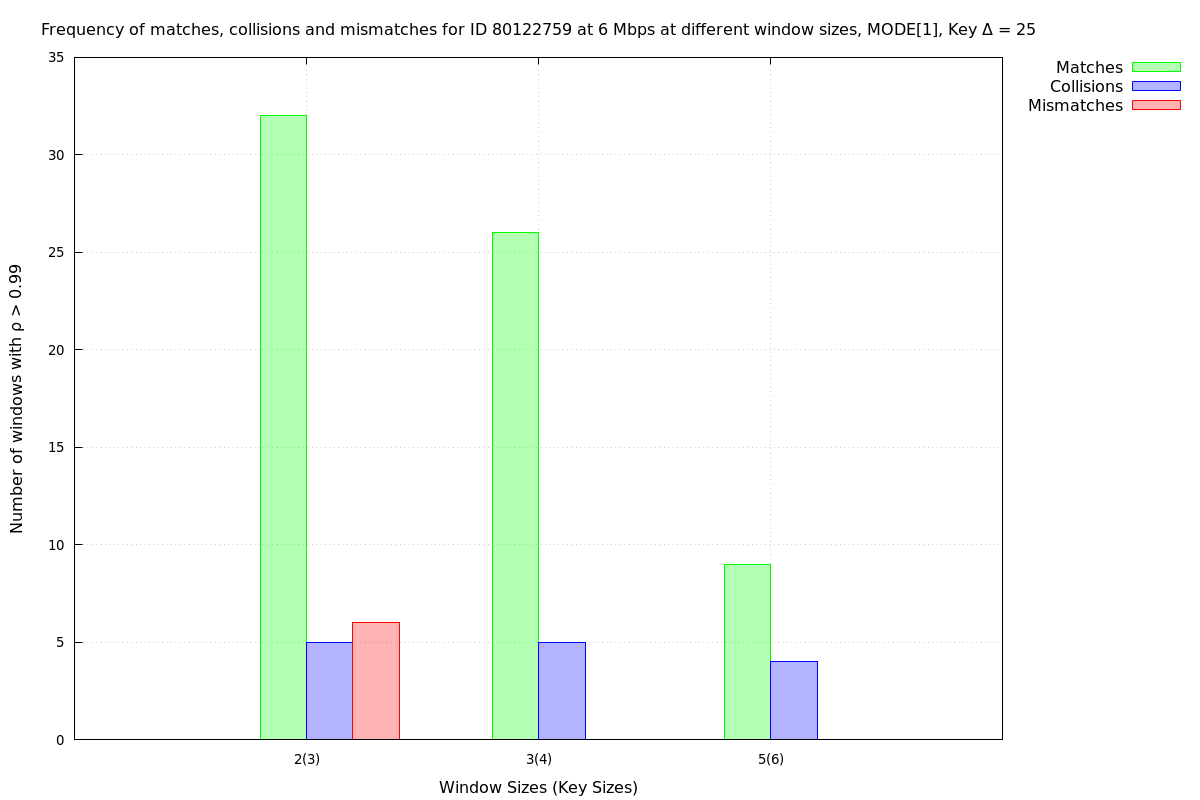 Frequency of matches, collisions and mismatches for ID 80122759 at 6 Mbps at different window sizes, MODE[1], Key Δ = 25
Matches
Collisions
Mismatches
Number of windows with ρ > 0.99
35
30
25
20
15
10
5
0
2(3)
3(4)
5(6)
Window Sizes (Key Sizes)